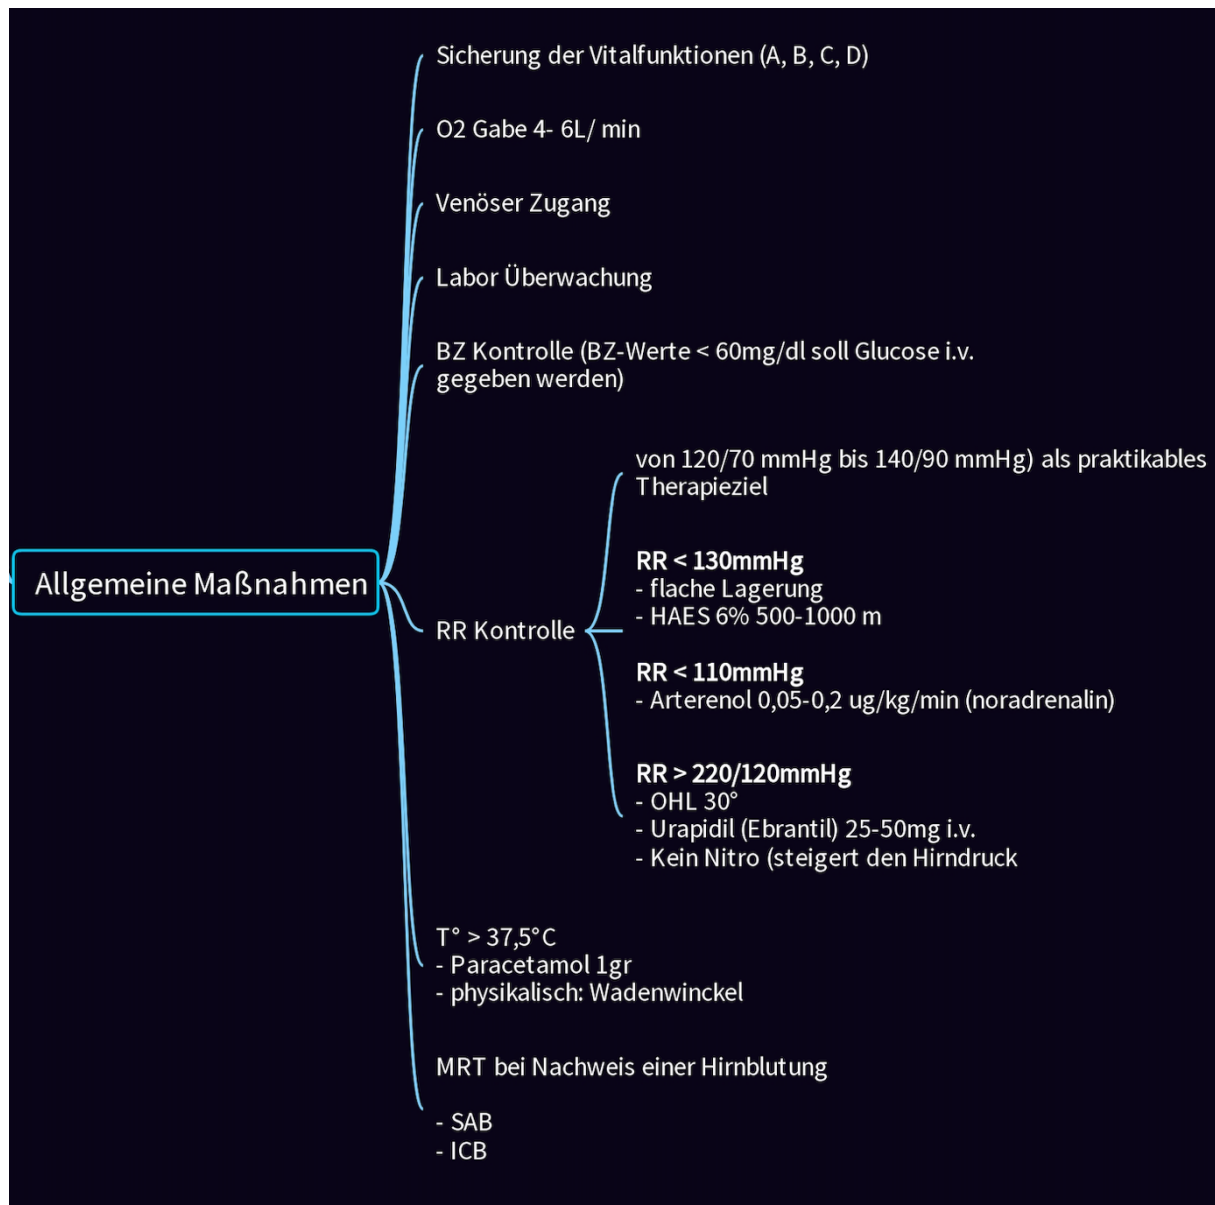 Allgemeine Maßnahmen
Sicherung der Vitalfunktionen (A, B, C, D)
O2 Gabe 4- 6L/ min
Venöser Zugang
Labor Überwachung
BZ Kontrolle (BZ-Werte < 60mg/dl soll Glucose i.v.
gegeben werden)
RR Kontrolle
von 120/70 mmHg bis 140/90 mmHg) als praktikables
Therapieziel
RR < 130mmHg
- flache Lagerung
- HAES 6% 500-1000 m
RR < 110mmHg
- Arterenol 0,05-0,2 ug/kg/min (noradrenalin)
RR > 220/120mmHg
- OHL 30°
- Urapidil (Ebrantil) 25-50mg i.v.
- Kein Nitro (steigert den Hirndruck
T° > 37,5°C
- Paracetamol 1gr
- physikalisch: Wadenwinckel
MRT bei Nachweis einer Hirnblutung
- SAB
- ICB